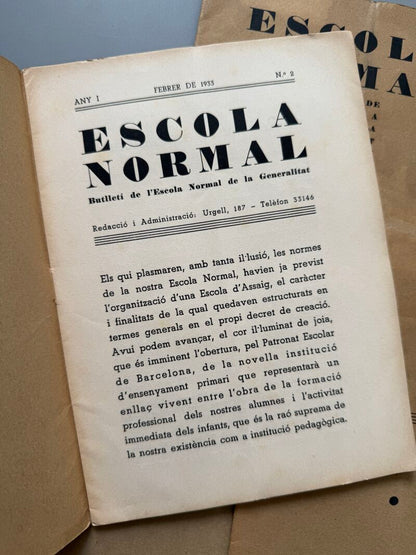 ANY I FEBRER DE 1933 N.º 2
ESCOLA
NORMAL
Butlletí de l'Escola Normal de la Generalitat
Redacció i Administració: Urgell, 187 - Telèfon 33146
Els qui plasmaren, amb tanta il·lusió, les normes
de la nostra Escola Normal, havien ja previst
l'organització d'una Escola d'Assaig, el caràcter
i finalitats de la qual quedaven estructurats en
termes generals en el propi decret de creació.
Avui podem avançar, el cor il·luminat de joia,
que és imminent l'obertura, pel Patronat Escolar
de Barcelona, de la novella institució
d'ensenyament primari que representarà un
enllaç vivent entre l'obra de la formació
professional dels nostres alumnes i l'activitat
immediata dels infants, que és la raó suprema de
la nostra existència com a institució pedagògica.
ESCOL
MAL
DE
A